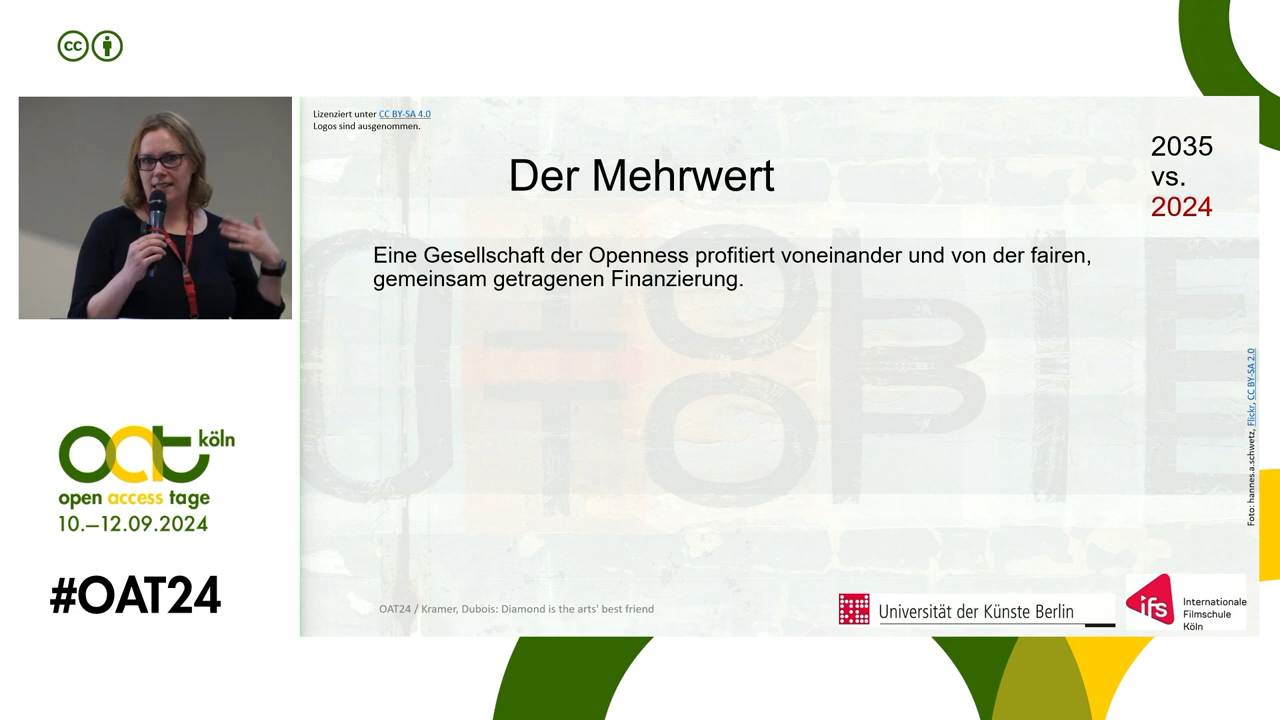 cc
Lizenziert unter CC BY-SA 4.0
Logos sind ausgenommen.
Der Mehrwert
2035
vs.
2024
Eine Gesellschaft der Openness profitiert voneinander und von der fairen,
gemeinsam getragenen Finanzierung.
UTOPIE
Foto: hannes.a.schwetz, Flickr, CC BY-SA 2.0
oat köln
open access tage
10.–12.09.2024
#OAT24
OAT24 / Kramer, Dubois: Diamond is the arts' best friend
Universität der Künste Berlin
ifs
Internationale
Filmschule
Köln